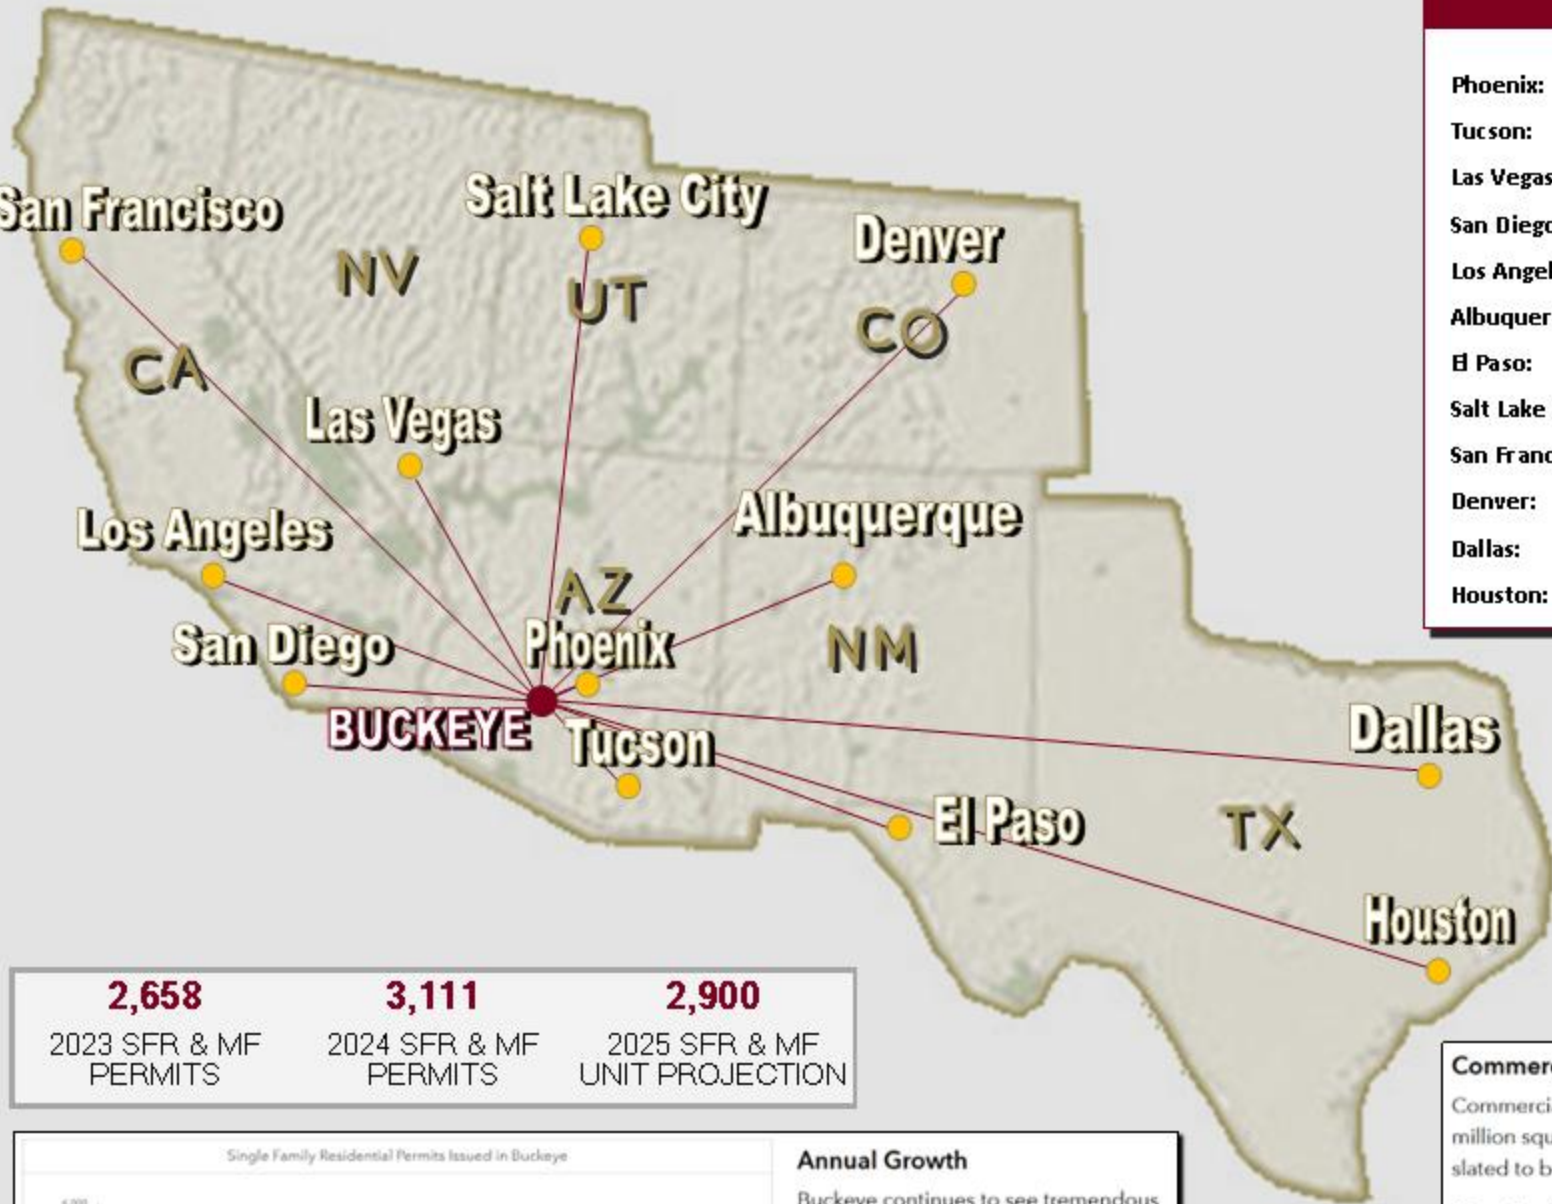 San Francisco
Salt Lake City
Denver
NV
UT
CO
CA
Las Vegas
Albuquerque
Los Angeles
AZ
San Diego
Phoenix
NM
BUCKEYE
Tucson
Dallas
El Paso
TX
Houston
Phoenix:
Tucson:
Las Vegas
San Diego
Los Angel
Albuquer
El Paso:
Salt Lake
San Franc
Denver:
Dallas:
Houston:
2,658
2023 SFR & MF
PERMITS
3,111
2024 SFR & MF
PERMITS
2,900
2025 SFR & MF
UNIT PROJECTION
Single Family Residential Permits Issued in Buckeye
Annual Growth
Buckeye continues to see tremendous
Commerc
Commerci
million squ
slated to b